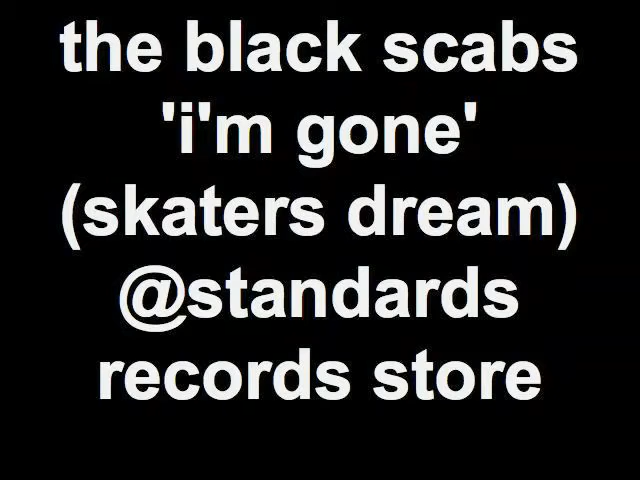 the black scabs
'i'm gone'
(skaters dream)
@standards
records store